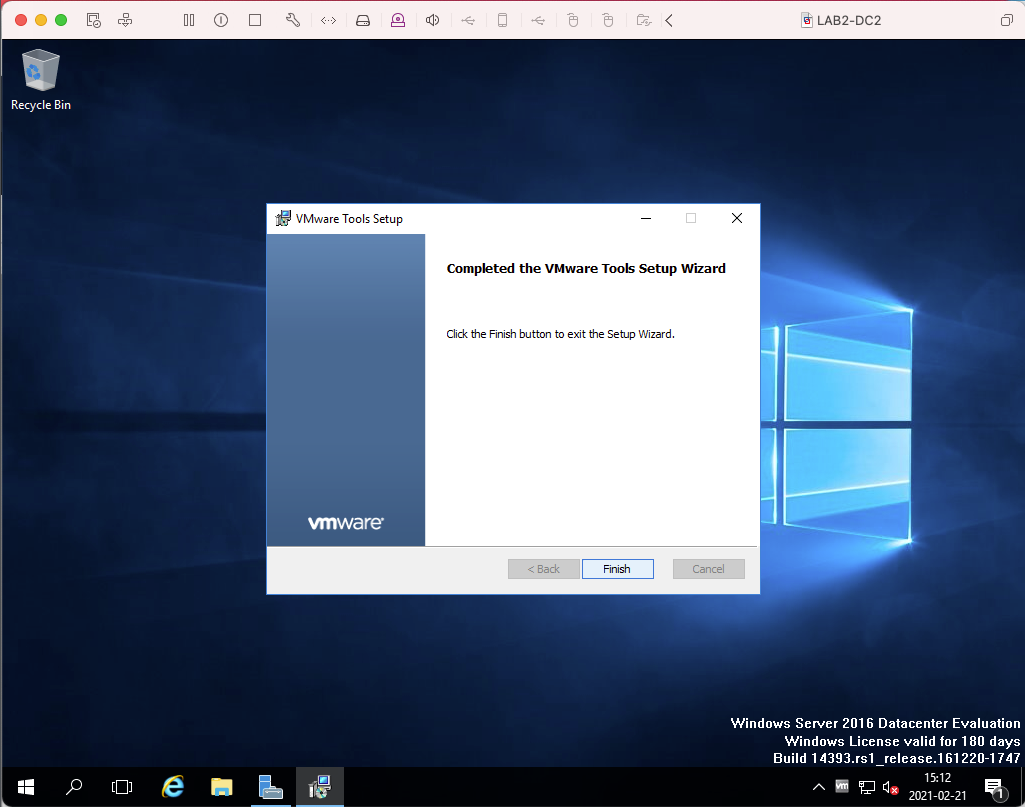 LAB2-DC2
Recycle Bin
VMware Tools Setup
Completed the VMware Tools Setup Wizard
Click the Finish button to exit the Setup Wizard.
vmware®
< Back
Finish
Cancel
Windows Server 2016 Datacenter Evaluation
Windows License valid for 180 days
Build 14393.rs1_release.161220-1747
vm
15:12
2021-02-21
1